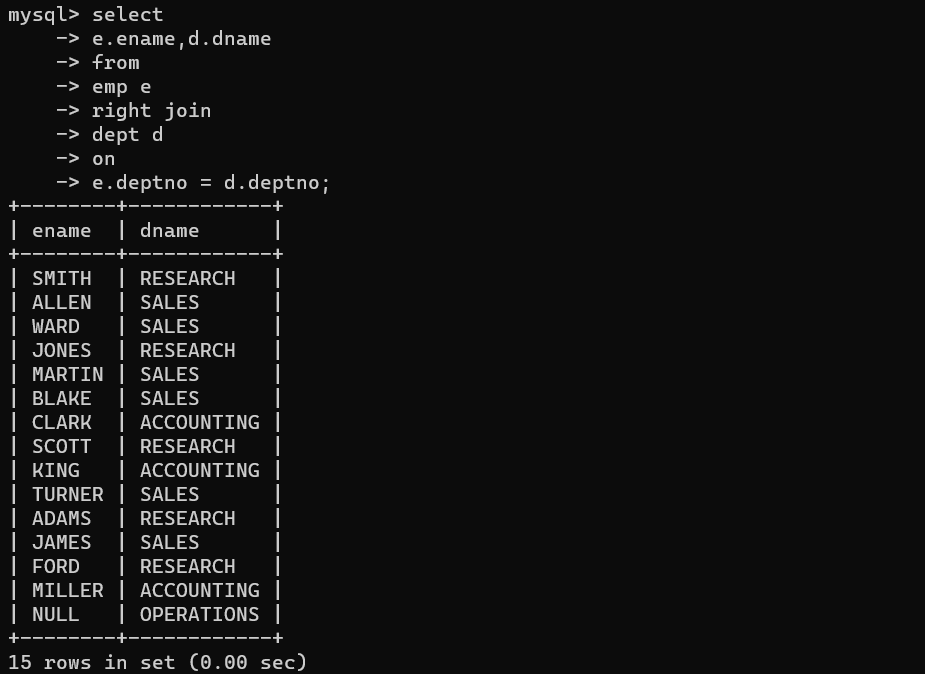 mysql> select
    -> e.ename,d.dname
    -> from
    -> emp e
    -> right join
    -> dept d
    -> on
    -> e.deptno = d.deptno;
+--------+------------+
| ename  | dname      |
+--------+------------+
| SMITH  | RESEARCH   |
| ALLEN  | SALES      |
| WARD   | SALES      |
| JONES  | RESEARCH   |
| MARTIN | SALES      |
| BLAKE  | SALES      |
| CLARK  | ACCOUNTING |
| SCOTT  | RESEARCH   |
| KING   | ACCOUNTING |
| TURNER | SALES      |
| ADAMS  | RESEARCH   |
| JAMES  | SALES      |
| FORD   | RESEARCH   |
| MILLER | ACCOUNTING |
| NULL   | OPERATIONS |
+--------+------------+
15 rows in set (0.00 sec)